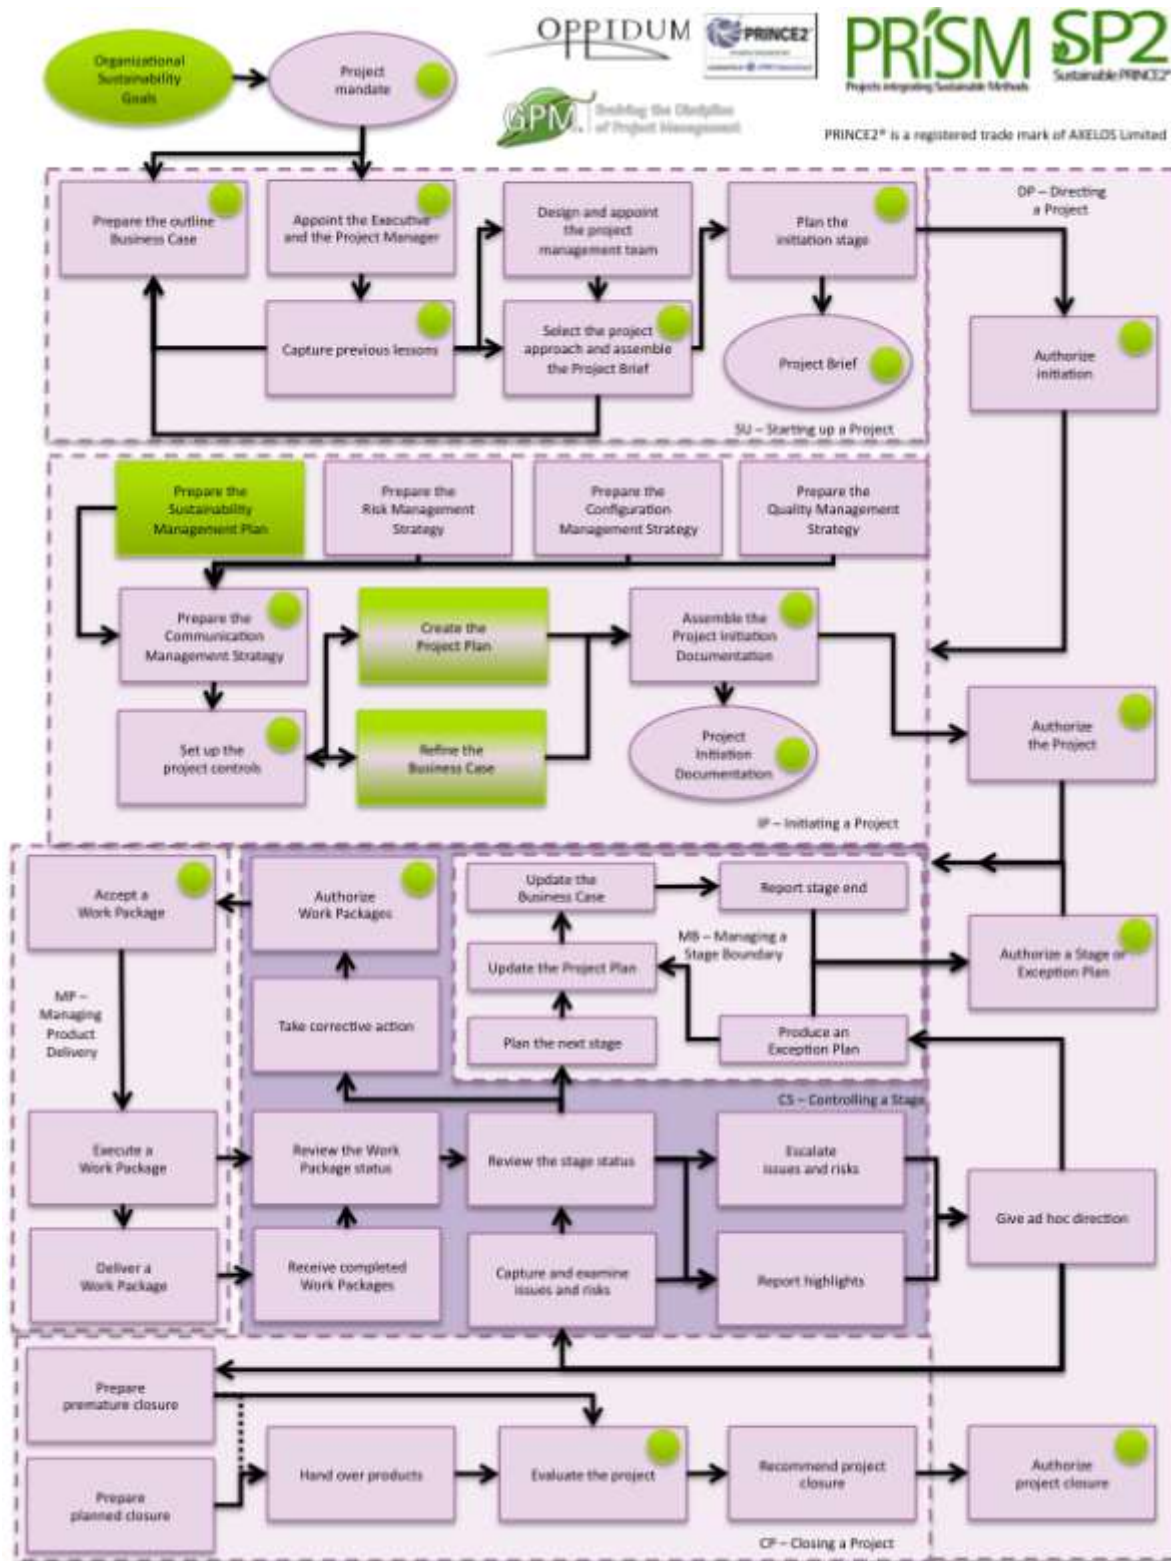 OPPIDUM
PRINCE2®
PRiSM
Projects integrating Sustainable Methods
SP2
Sustainable PRINCE2®
GPM
Evolving the Discipline
of Project Management
PRINCE2® is a registered trade mark of AXELOS Limited
Organizational
Sustainability
Goals
Project
mandate
Prepare the outline
Business Case
Appoint the Executive
and the Project Manager
Design and appoint
the project
management team
Plan the
initiation stage
DP – Directing
a Project
Capture previous lessons
Select the project
approach and assemble
the Project Brief
Project Brief
Authorize
initiation
SU – Starting up a Project
Prepare the
Sustainability
Management Plan
Prepare the
Risk Management
Strategy
Prepare the
Configuration
Management Strategy
Prepare the
Quality Management
Strategy
Prepare the
Communication
Management Strategy
Create the
Project Plan
Assemble the
Project Initiation
Documentation
Set up the
project controls
Refine the
Business Case
Project
Initiation
Documentation
Authorize
the Project
IP – Initiating a Project
Accept a
Work Package
Authorize
Work Packages
Update the
Business Case
Report stage end
MB – Managing a
Stage Boundary
Update the Project Plan
Authorize a Stage or
Exception Plan
MP –
Managing
Product
Delivery
Take corrective action
Plan the next stage
Produce an
Exception Plan
CS – Controlling a Stage
Execute a
Work Package
Review the Work
Package status
Review the stage status
Escalate
issues and risks
Give ad hoc direction
Deliver a
Work Package
Receive completed
Work Packages
Capture and examine
issues and risks
Report highlights
Prepare
premature closure
Hand over products
Evaluate the project
Recommend project
closure
Authorize
project closure
Prepare
planned closure
CP – Closing a Project